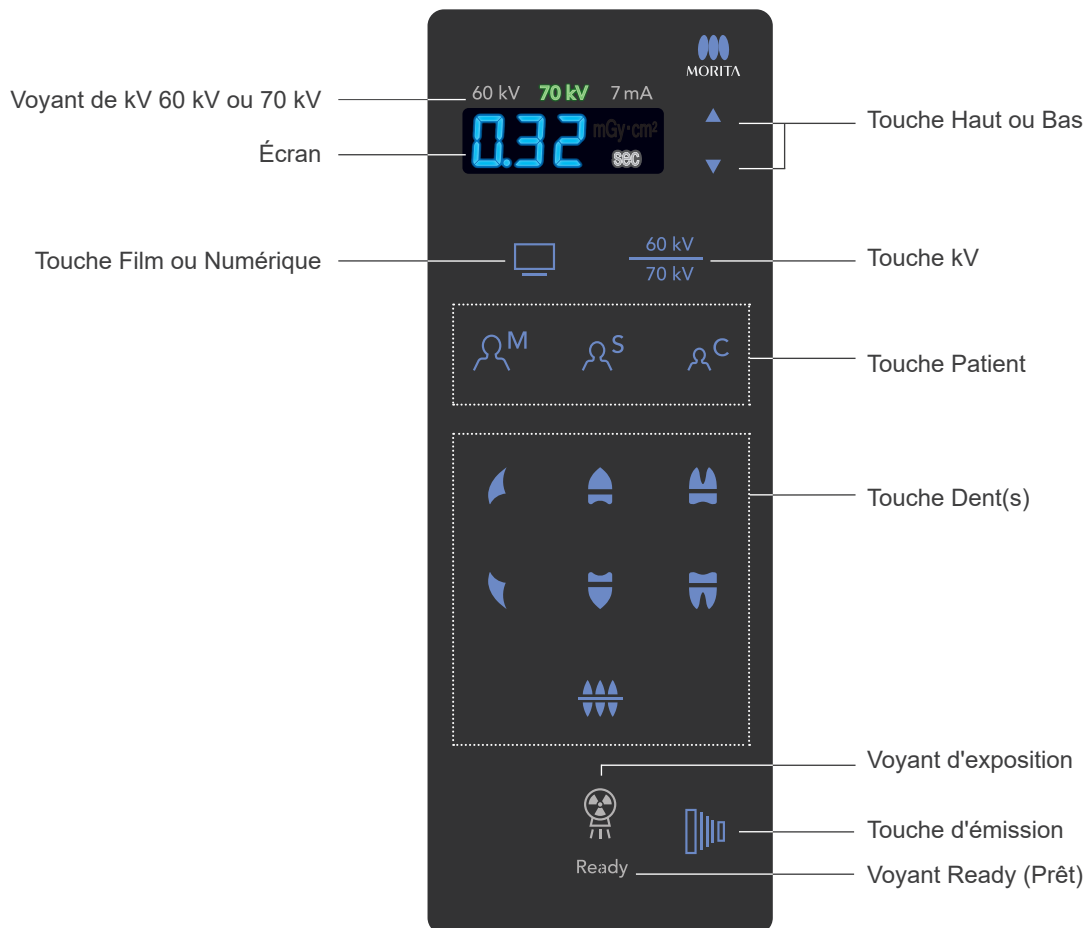 MORITA
60 kV 70 kV 7 mA
Voyant de kV 60 kV ou 70 kV
0.32 mGy·cm²
sec
Écran
Touche Haut ou Bas
Touche Film ou Numérique
60 kV
70 kV
Touche kV
M S C
Touche Patient
Touche Dent(s)
Voyant d'exposition
Touche d'émission
Ready
Voyant Ready (Prêt)